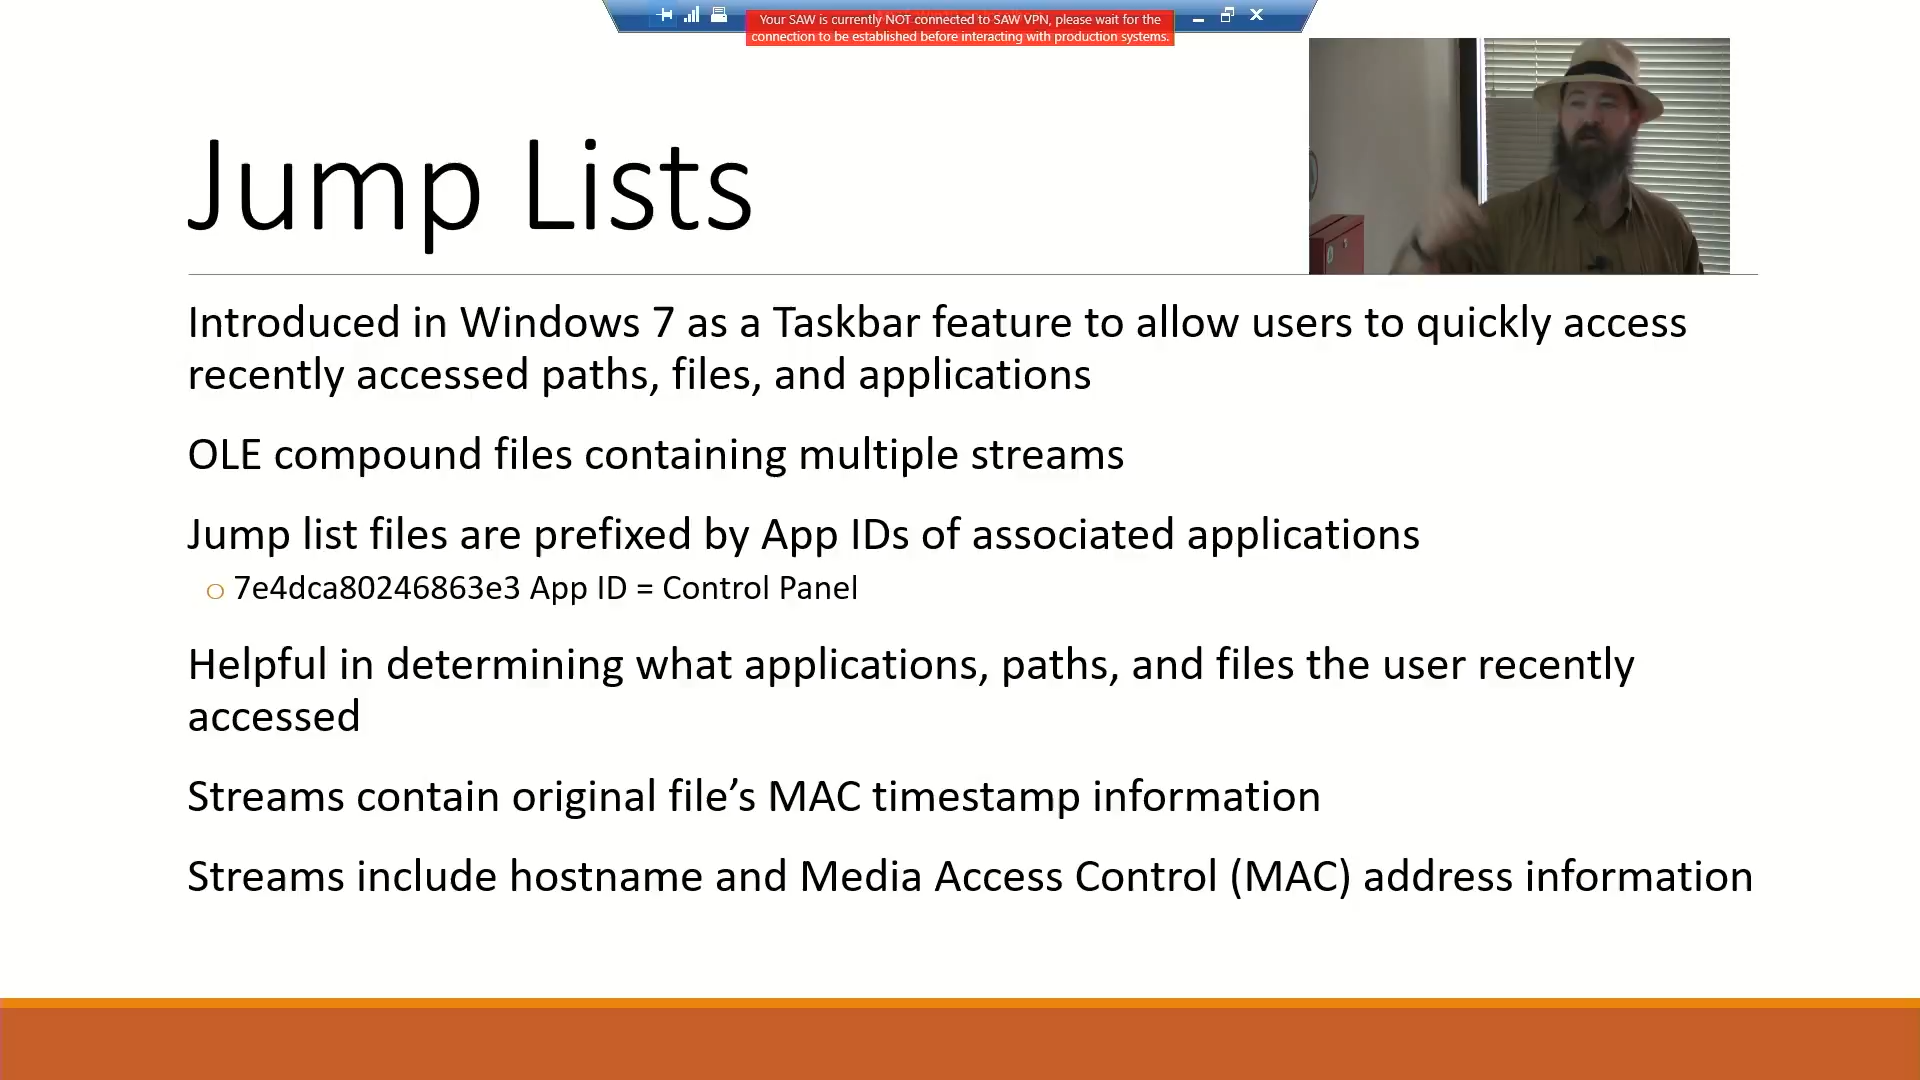 Your SAW is currently NOT connected to SAW VPN, please wait for the
connection to be established before interacting with production systems.
Jump Lists
Introduced in Windows 7 as a Taskbar feature to allow users to quickly access
recently accessed paths, files, and applications
OLE compound files containing multiple streams
Jump list files are prefixed by App IDs of associated applications
7e4dca80246863e3 App ID = Control Panel
Helpful in determining what applications, paths, and files the user recently
accessed
Streams contain original file’s MAC timestamp information
Streams include hostname and Media Access Control (MAC) address information